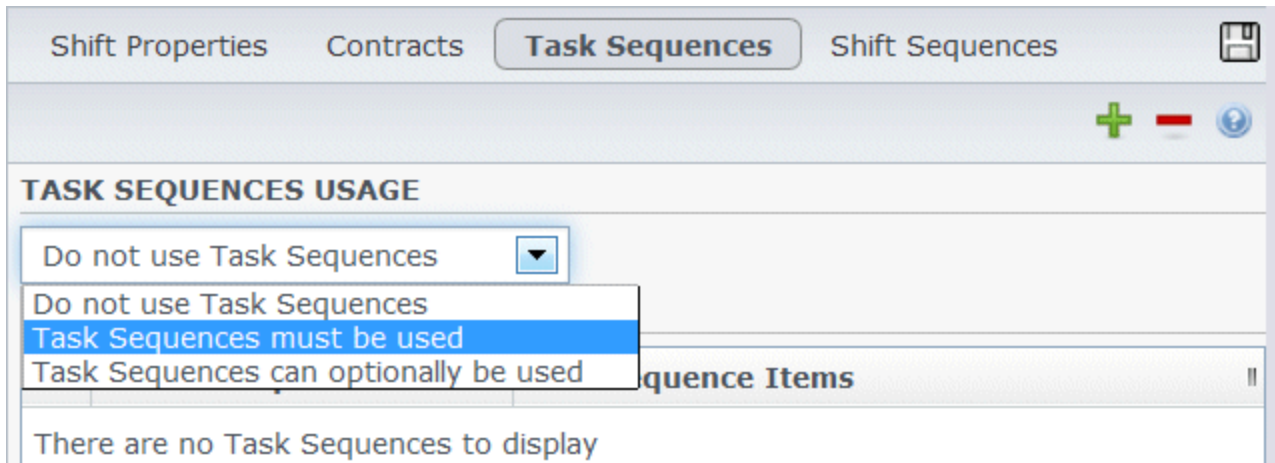 Shift Properties Contracts Task Sequences Shift Sequences
TASK SEQUENCES USAGE
Do not use Task Sequences
Do not use Task Sequences
Task Sequences must be used
Task Sequences can optionally be used
Items
There are no Task Sequences to display